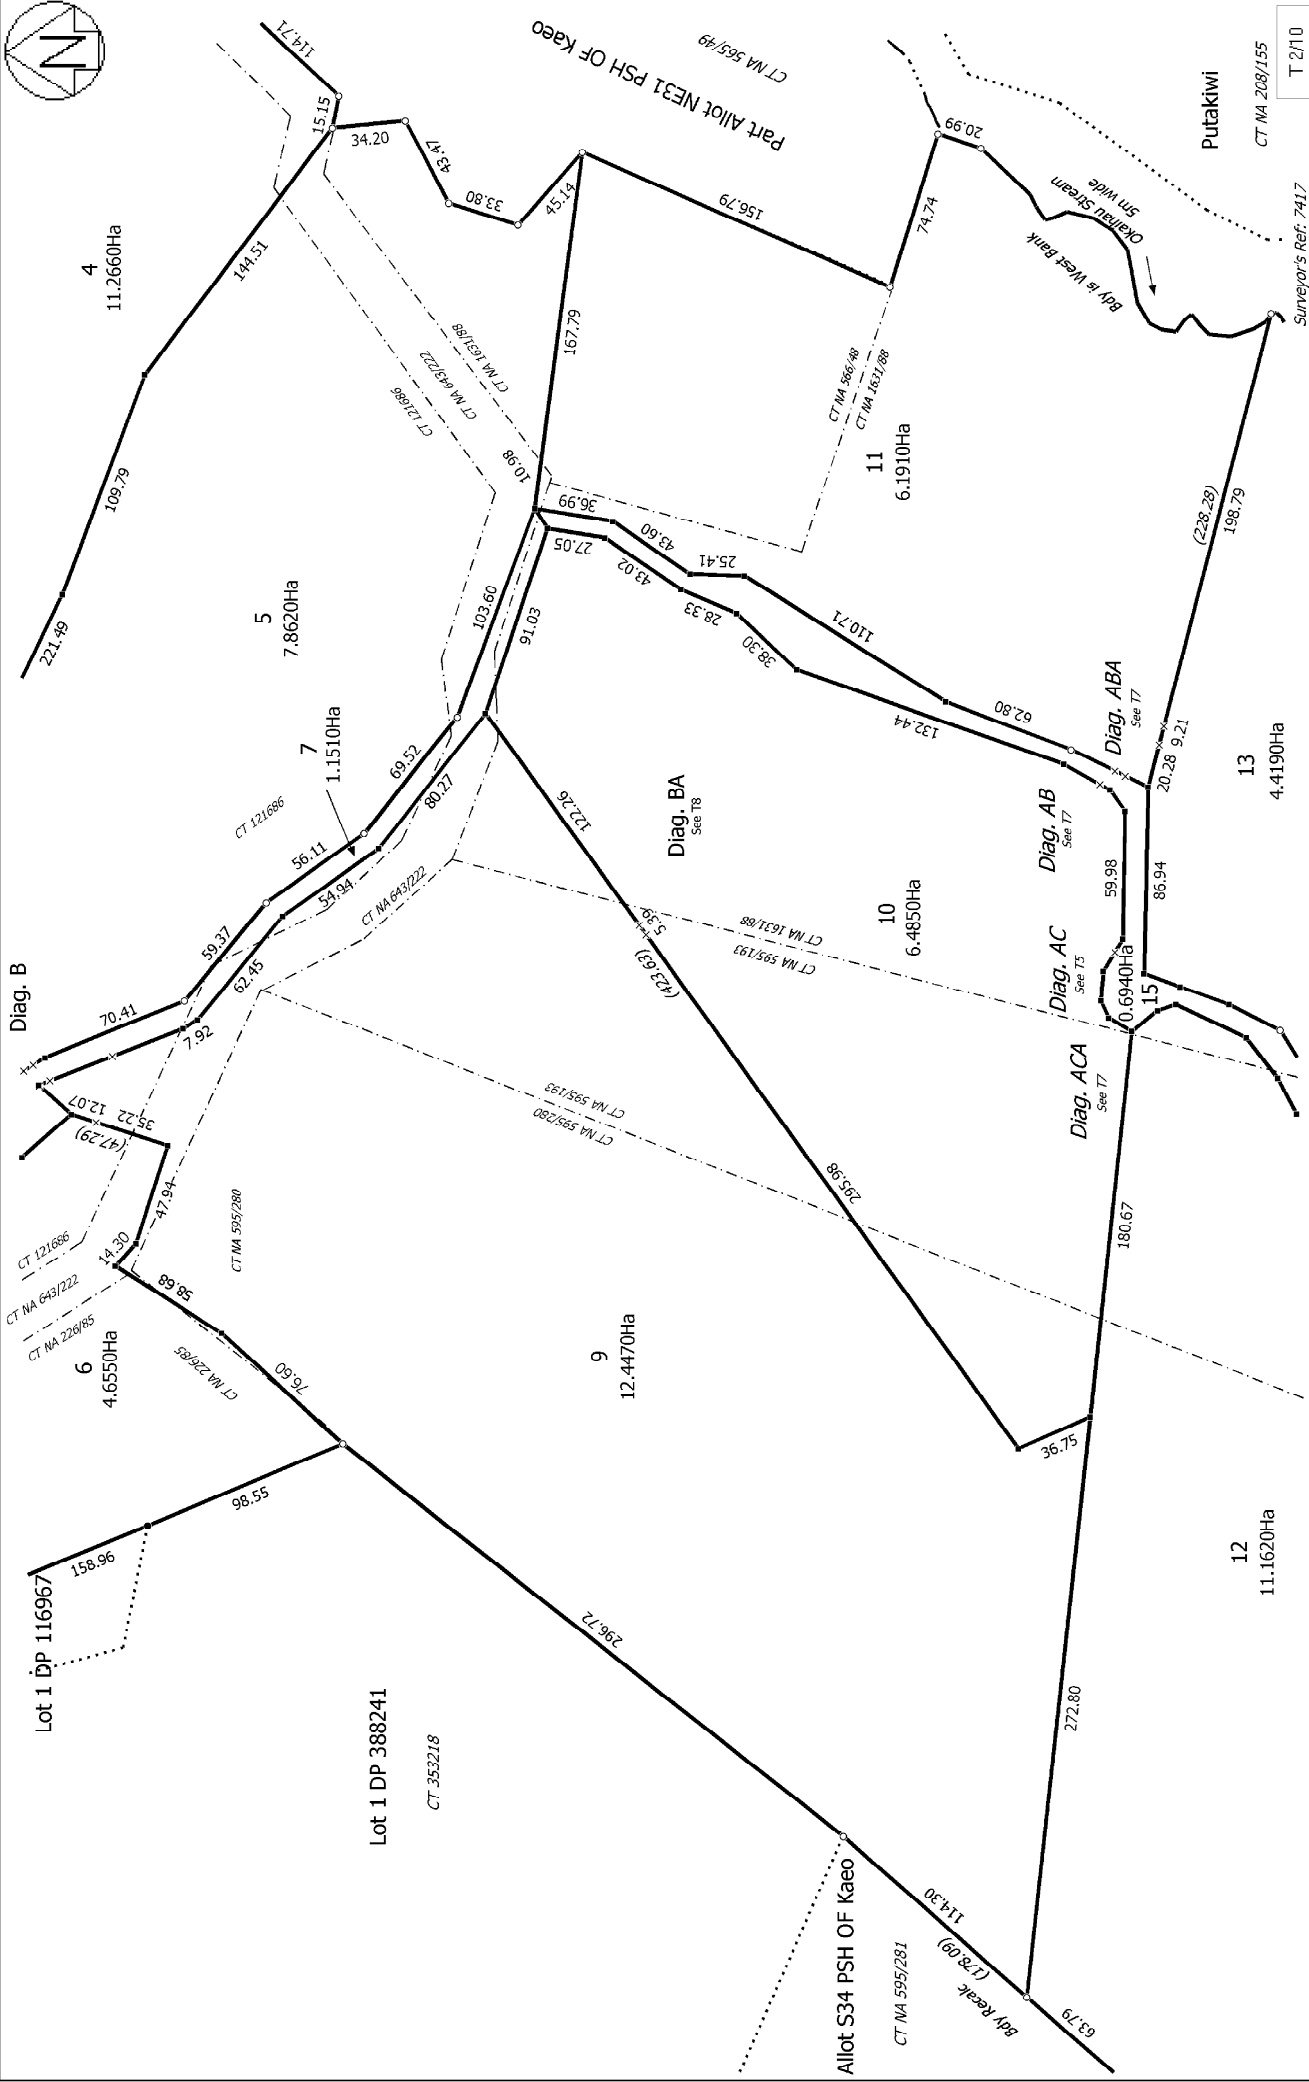 N
114.71
15.15
34.20
43.47
33.80
45.14
Part Allot NE31 PSH OF Kaeo
CT NA 565/49
4
11.2660Ha
144.51
109.79
221.49
CT NA 1631/88
CT NA 643/222
CT 121686
167.79
156.79
74.74
20.99
Okaihau Stream
5m wide
Bdy is West Bank
Putakiwi
CT NA 208/155
T 2/10
Surveyor's Ref: 7417
CT NA 566/48
CT NA 1631/88
11
6.1910Ha
(228.28)
198.79
10.98
36.99
27.05
43.60
43.02
25.41
28.33
38.30
110.71
132.44
62.80
5
7.8620Ha
103.60
91.03
7
1.1510Ha
69.52
80.27
CT 121686
56.11
54.94
CT NA 643/222
59.37
62.45
70.41
7.92
Diag. B
122.26
Diag. BA
See T8
5.39
(423.63)
CT NA 1631/88
CT NA 595/193
10
6.4850Ha
Diag. ABA
See T7
9.21
20.28
13
4.4190Ha
Diag. AB
See T7
59.98
86.94
Diag. AC
See T5
0.6940Ha
15
Diag. ACA
See T7
12.07
35.22
(47.29)
47.94
14.30
58.68
CT 121686
CT NA 643/222
CT NA 226/85
CT NA 595/280
CT NA 595/193
CT NA 595/280
295.98
180.67
6
4.6550Ha
CT NA 226/85
76.60
9
12.4470Ha
36.75
98.55
158.96
Lot 1 DP 116967
296.72
Lot 1 DP 388241
CT 353218
272.80
12
11.1620Ha
Allot S34 PSH OF Kaeo
CT NA 595/281
114.30
(178.09)
Bdy Recalc
63.79